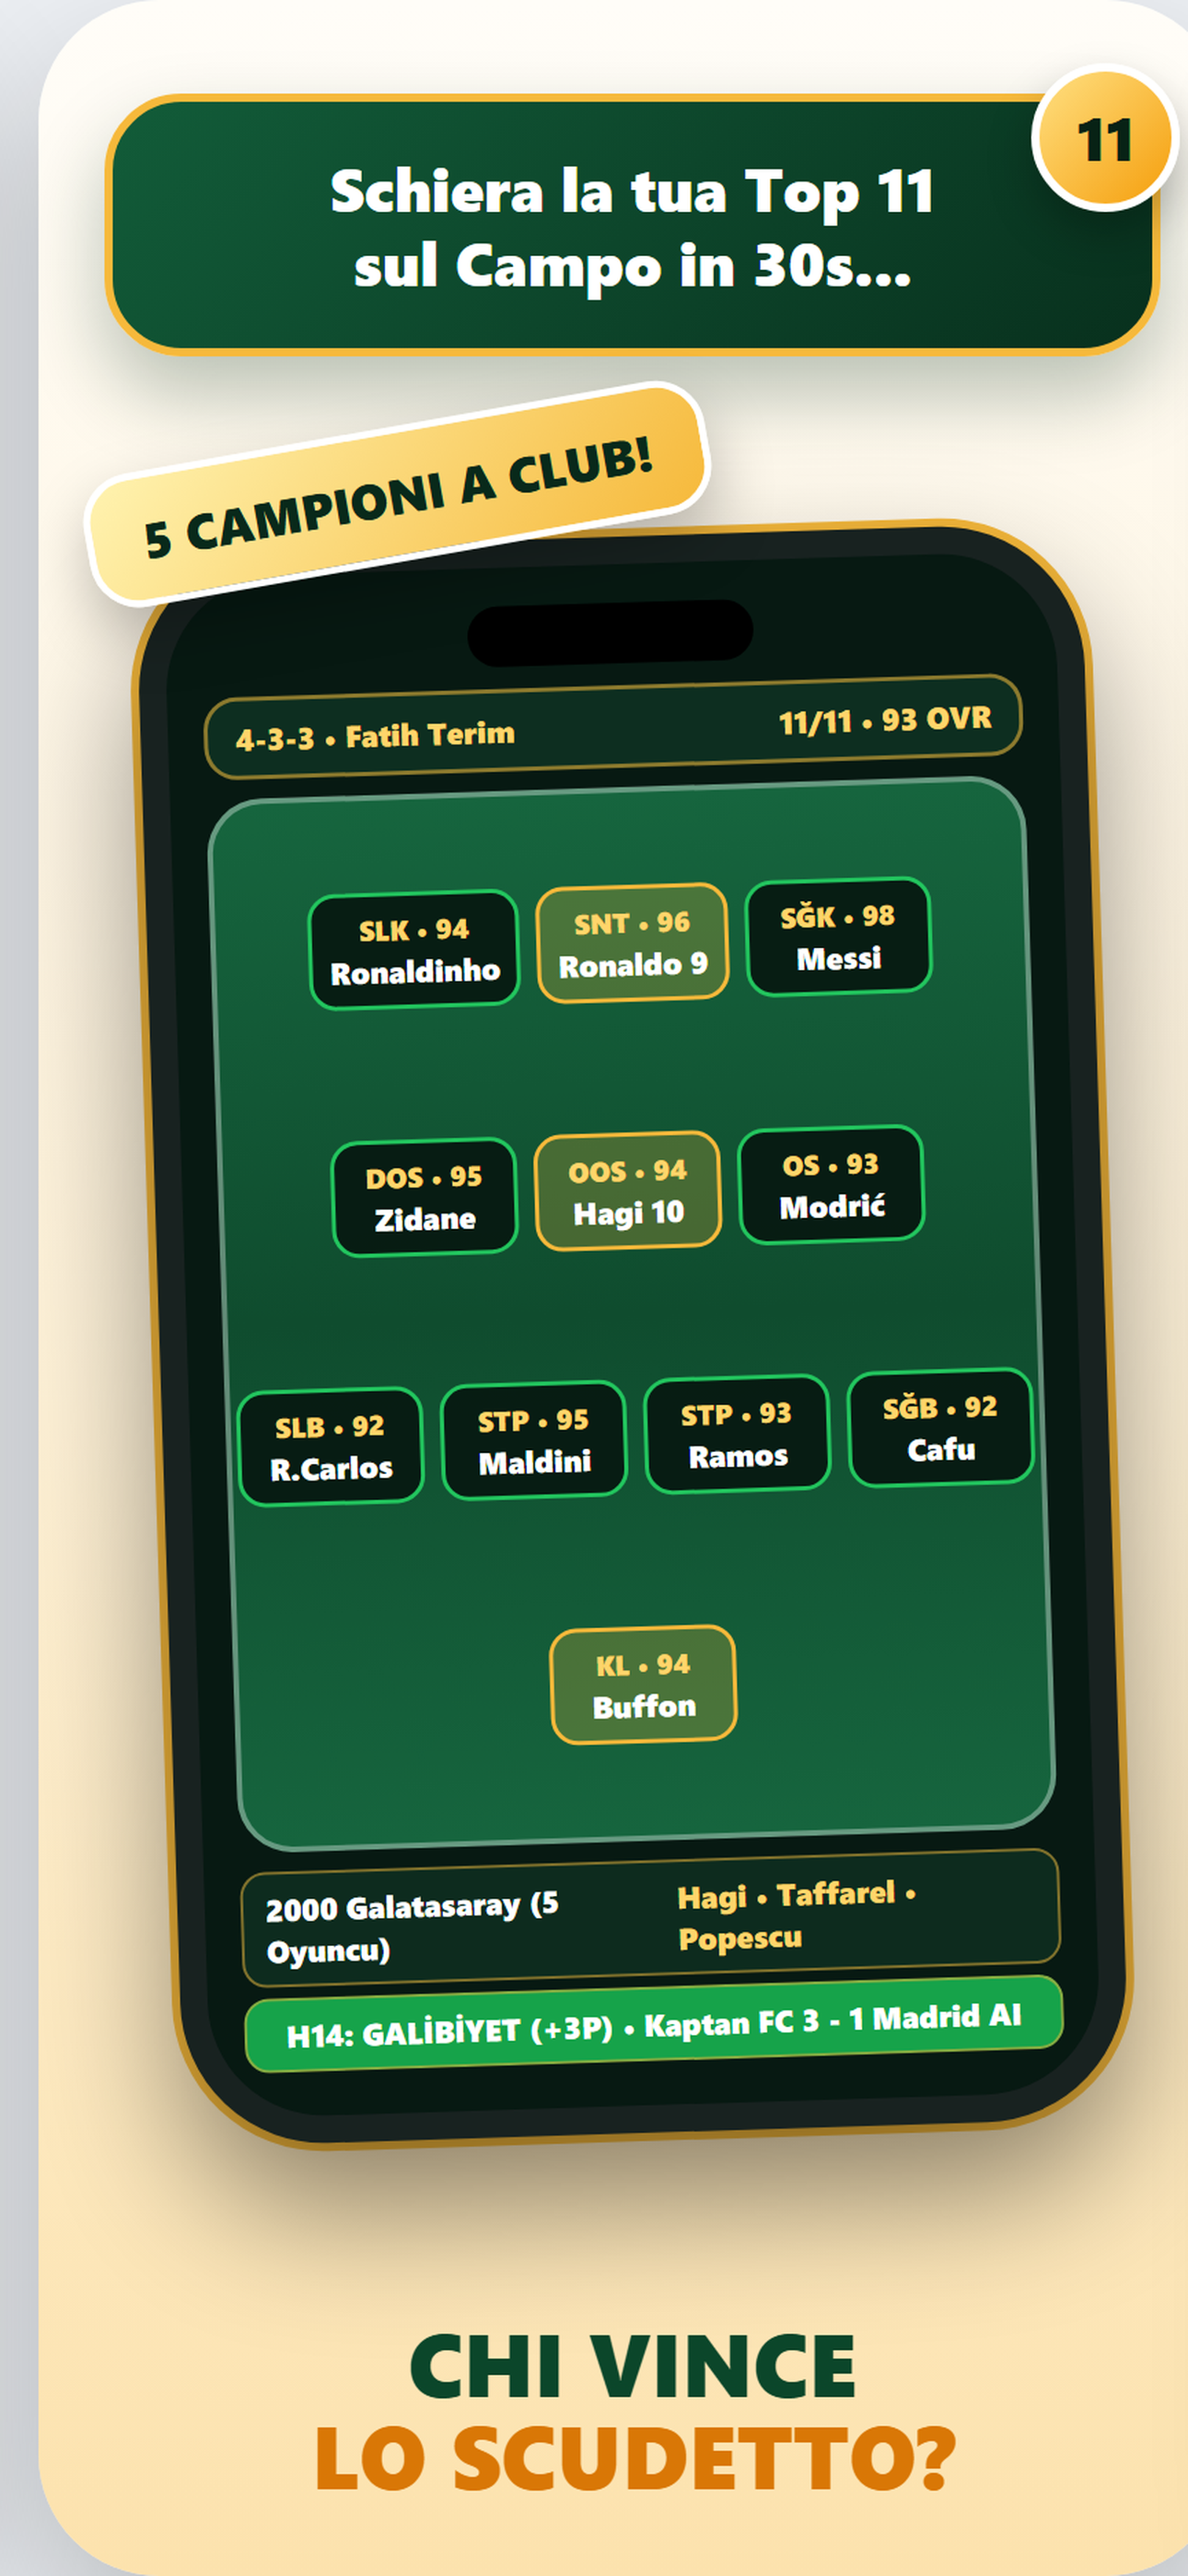 11
Schiera la tua Top 11
sul Campo in 30s...
5 CAMPIONI A CLUB!
4-3-3 • Fatih Terim
11/11 • 93 OVR
SLK • 94
Ronaldinho
SNT • 96
Ronaldo 9
SĞK • 98
Messi
DOS • 95
Zidane
OOS • 94
Hagi 10
OS • 93
Modrić
SLB • 92
R.Carlos
STP • 95
Maldini
STP • 93
Ramos
SĞB • 92
Cafu
KL • 94
Buffon
2000 Galatasaray (5
Oyuncu)
Hagi • Taffarel •
Popescu
H14: GALİBİYET (+3P) • Kaptan FC 3 - 1 Madrid AI
CHI VINCE
LO SCUDETTO?